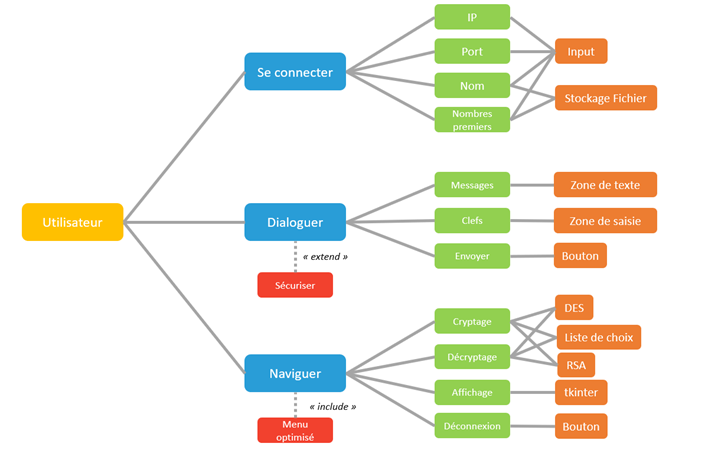 Utilisateur
Se connecter
IP
Port
Nom
Nombres
premiers
Input
Stockage Fichier
Dialoguer
« extend »
Sécuriser
Messages
Clefs
Envoyer
Zone de texte
Zone de saisie
Bouton
Naviguer
« include »
Menu
optimisé
Cryptage
Décryptage
Affichage
Déconnexion
DES
Liste de choix
RSA
tkinter
Bouton